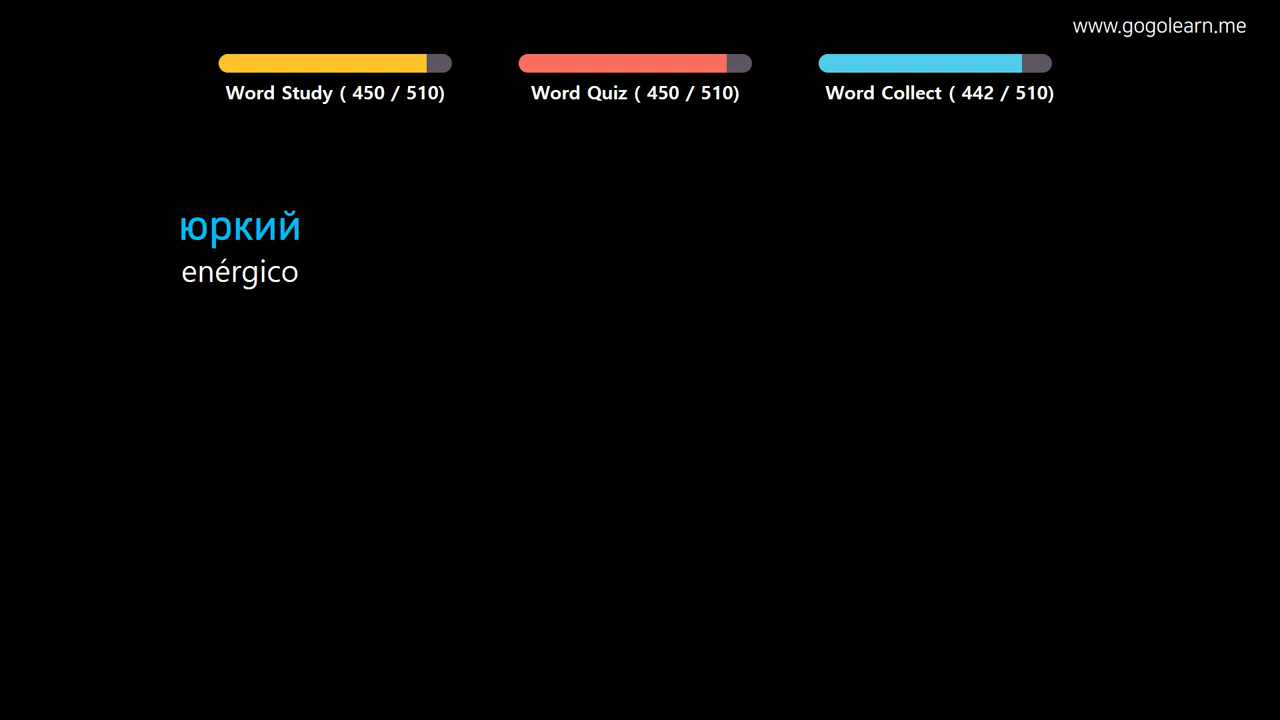 www.gogolearn.me
Word Study ( 450 / 510)
Word Quiz ( 450 / 510)
Word Collect ( 442 / 510)
юркий
enérgico